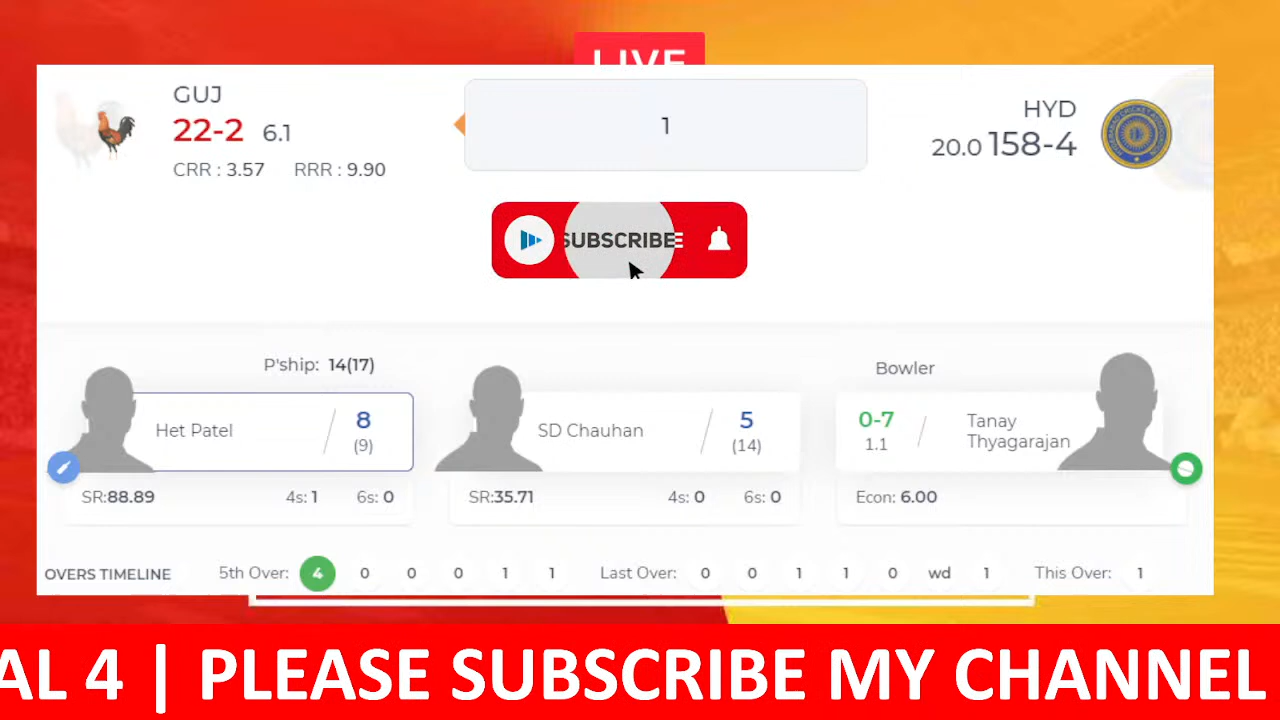 LIVE
GUJ
22-2 6.1
CRR : 3.57 RRR : 9.90
1
HYD
20.0 158-4
SUBSCRIBE
P'ship: 14(17)
Het Patel
8
(9)
SR:88.89 4s: 1 6s: 0
SD Chauhan
5
(14)
SR:35.71 4s: 0 6s: 0
Bowler
0-7
1.1
Tanay
Thyagarajan
Econ: 6.00
OVERS TIMELINE 5th Over: 4 0 0 0 1 1 Last Over: 0 0 1 1 0 wd 1 This Over: 1
AL 4 | PLEASE SUBSCRIBE MY CHANNEL